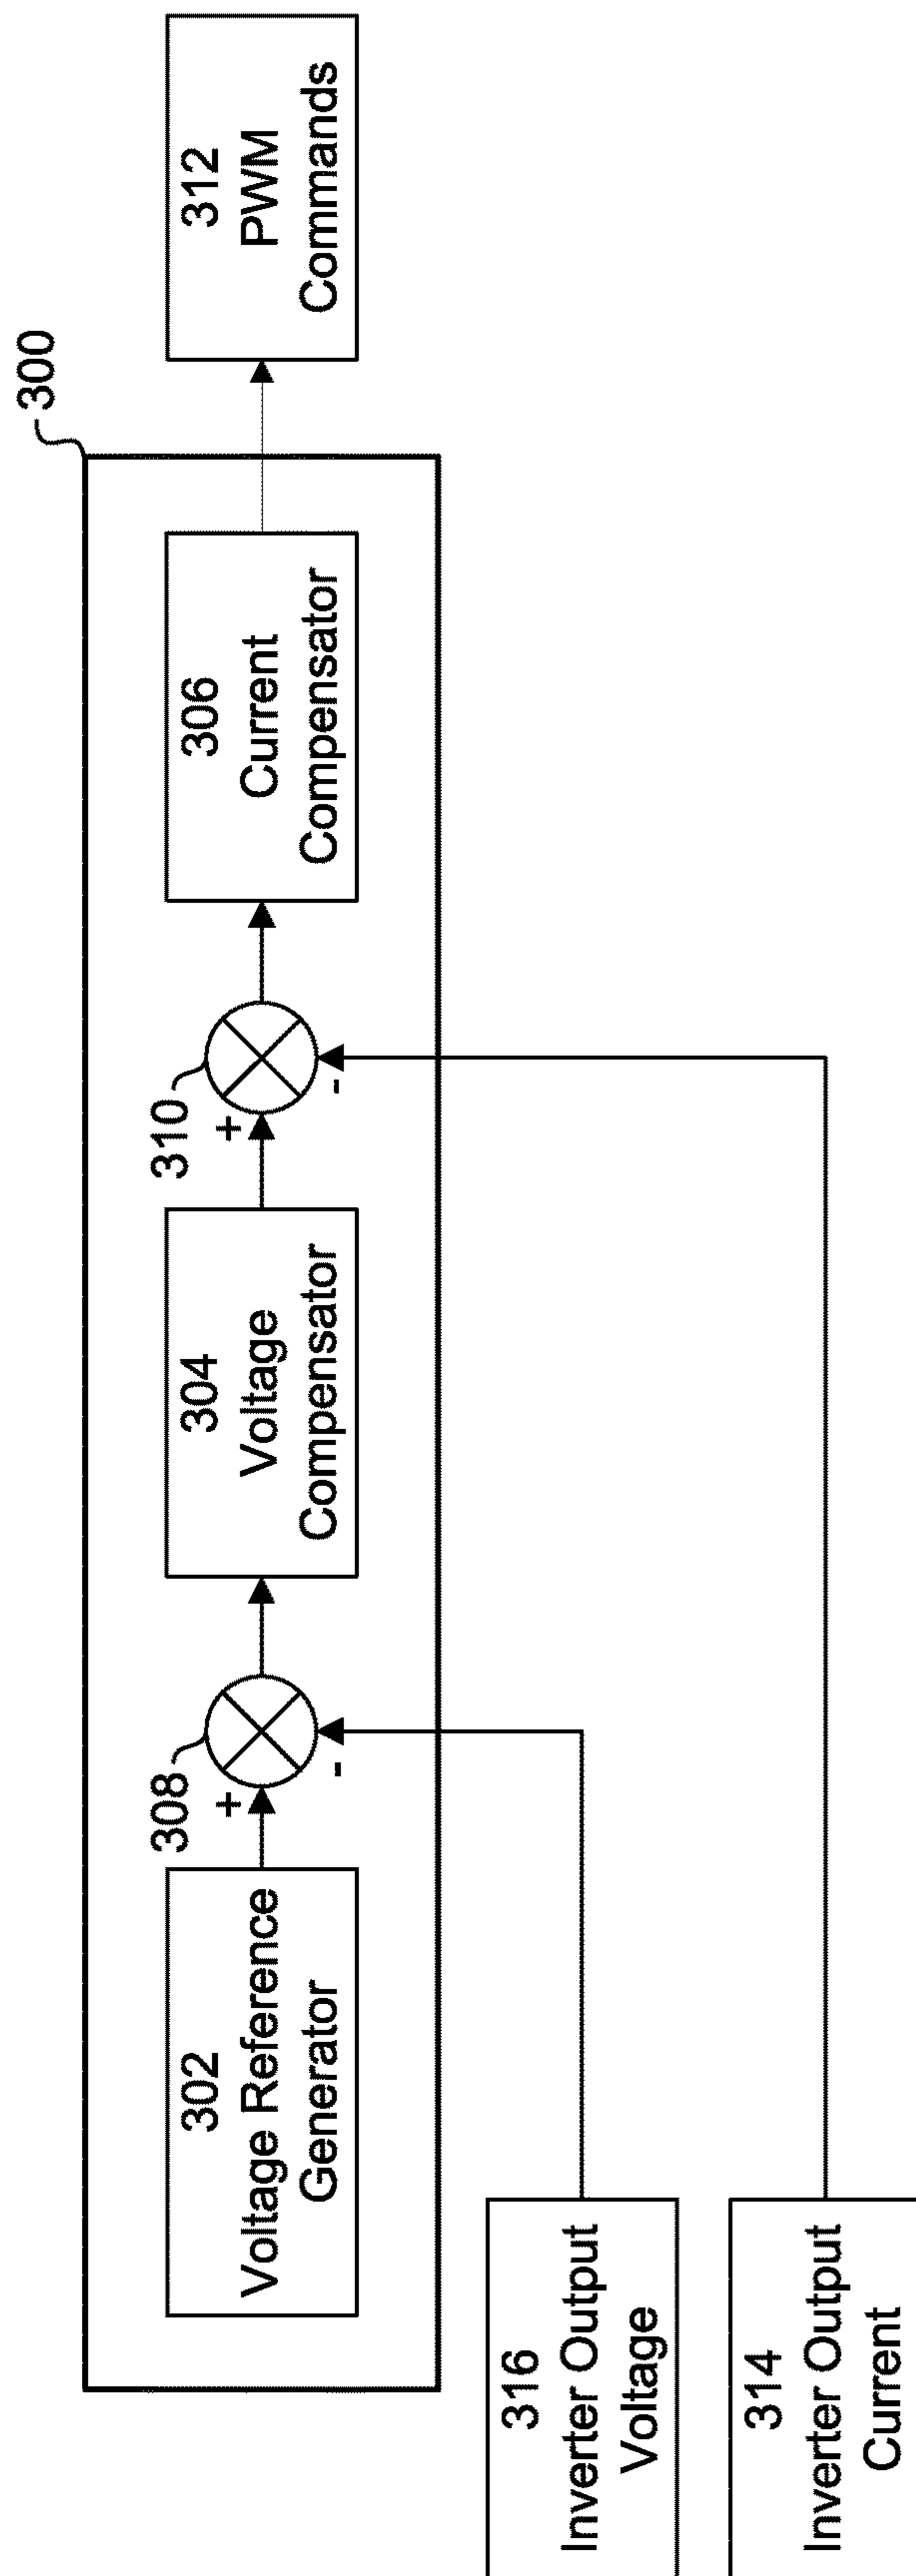 300
302
Voltage Reference
Generator
308
+
-
304
Voltage
Compensator
310
+
-
306
Current
Compensator
312
PWM
Commands
316
Inverter Output
Voltage
314
Inverter Output
Current